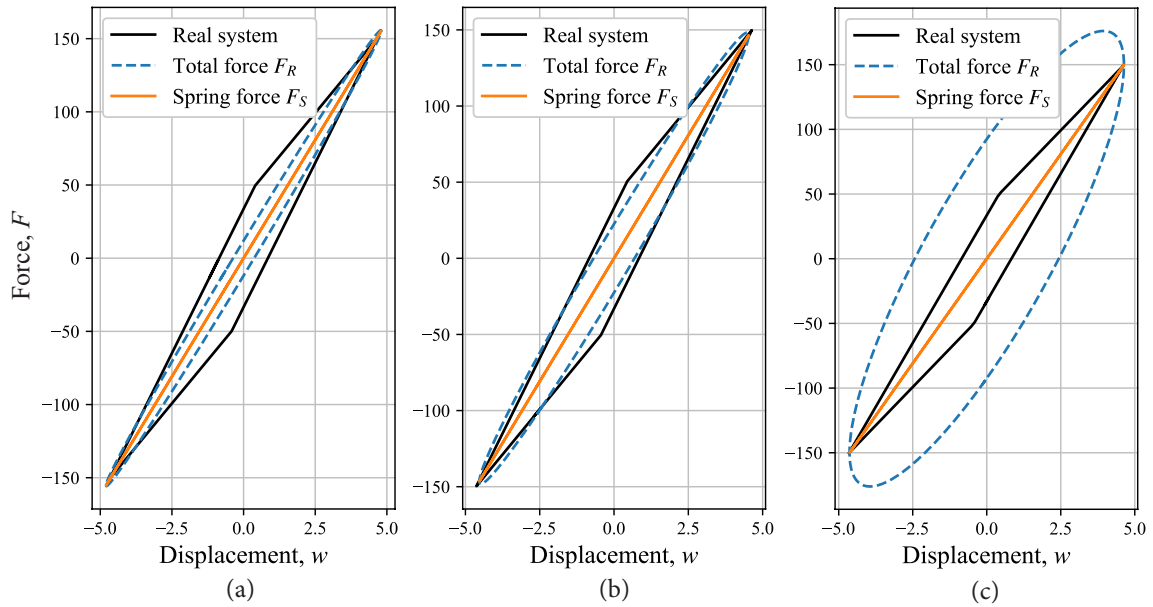 Real system
Total force F_R
Spring force F_S
150
100
50
0
−50
−100
−150
−5.0
−2.5
0.0
2.5
5.0
Force, F
Displacement, w
(a)
Real system
Total force F_R
Spring force F_S
150
100
50
0
−50
−100
−150
−5.0
−2.5
0.0
2.5
5.0
Displacement, w
(b)
Real system
Total force F_R
Spring force F_S
150
100
50
0
−50
−100
−150
−5.0
−2.5
0.0
2.5
5.0
Displacement, w
(c)